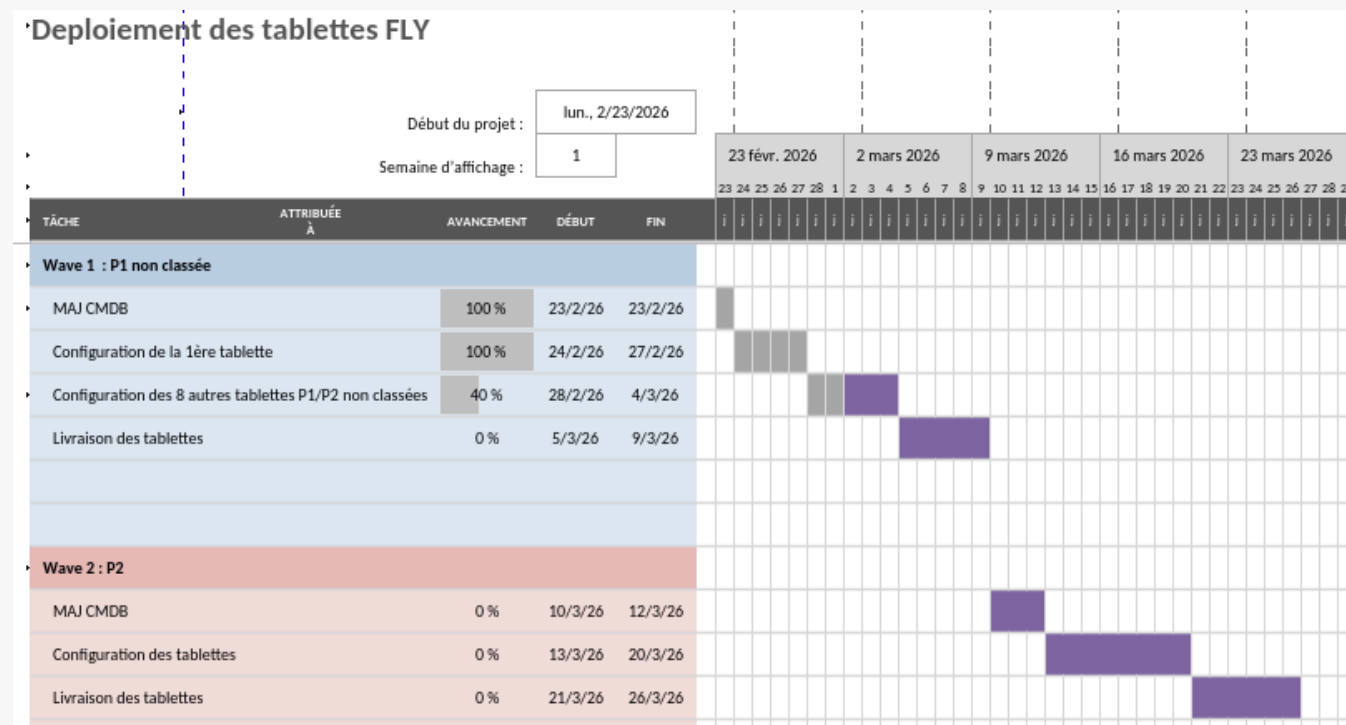 Deploiement des tablettes FLY
Début du projet : lun., 2/23/2026
Semaine d'affichage : 1
23 févr. 2026 2 mars 2026 9 mars 2026 16 mars 2026 23 mars 2026
23 24 25 26 27 28 1 2 3 4 5 6 7 8 9 10 11 12 13 14 15 16 17 18 19 20 21 22 23 24 25 26 27 28
TÂCHE ATTRIBUÉE À AVANCEMENT DÉBUT FIN j j j j j j j j j j j j j j j j j j j j j j j j j j j j j j j j j j
Wave 1 : P1 non classée
MAJ CMDB 100 % 23/2/26 23/2/26
Configuration de la 1ère tablette 100 % 24/2/26 27/2/26
Configuration des 8 autres tablettes P1/P2 non classées 40 % 28/2/26 4/3/26
Livraison des tablettes 0 % 5/3/26 9/3/26
Wave 2 : P2
MAJ CMDB 0 % 10/3/26 12/3/26
Configuration des tablettes 0 % 13/3/26 20/3/26
Livraison des tablettes 0 % 21/3/26 26/3/26